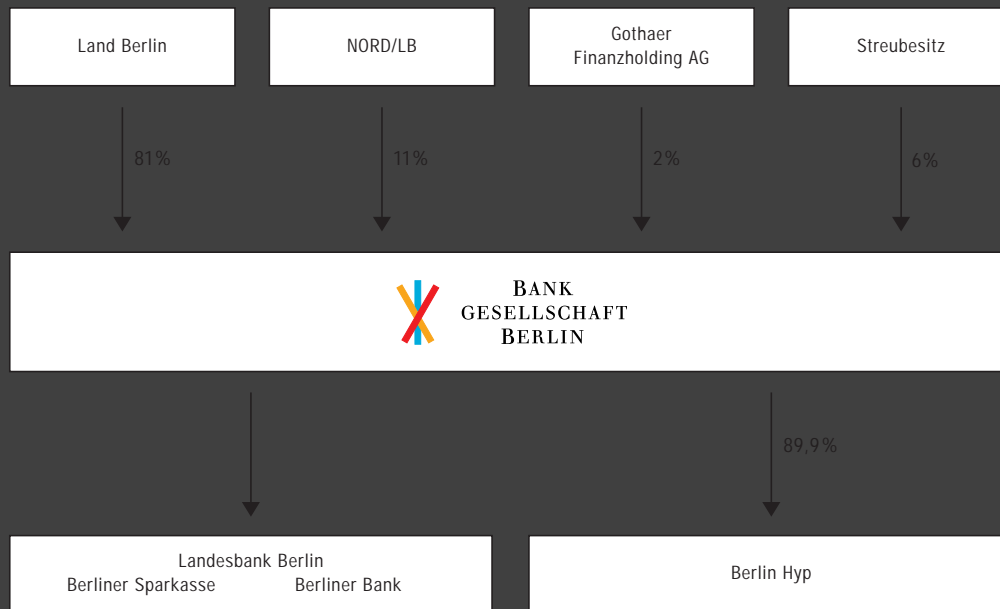 Land Berlin
NORD/LB
Gothaer
Finanzholding AG
Streubesitz
81%
11%
2%
6%
BANK
GESELLSCHAFT
BERLIN
89,9%
Landesbank Berlin
Berliner Sparkasse Berliner Bank
Berlin Hyp